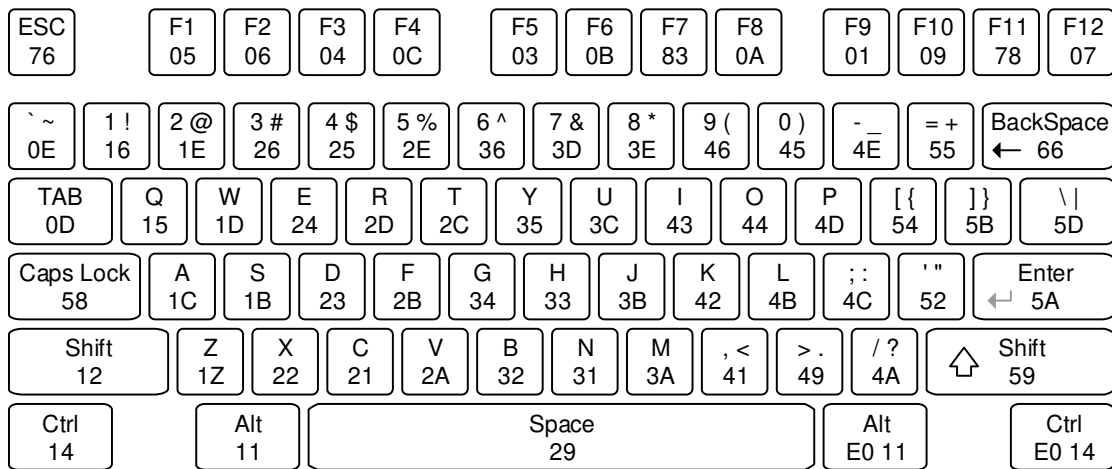 ESC F1 F2 F3 F4 F5 F6 F7 F8 F9 F10 F11 F12
76 05 06 04 0C 03 0B 83 0A 01 09 78 07
` ~ 1 ! 2 @ 3 # 4 $ 5 % 6 ^ 7 & 8 * 9 ( 0 ) - _ = + BackSpace
0E 16 1E 26 25 2E 36 3D 3E 46 45 4E 55 ← 66
TAB Q W E R T Y U I O P [ { ] } \ |
0D 15 1D 24 2D 2C 35 3C 43 44 4D 54 5B 5D
Caps Lock A S D F G H J K L ; : ' " Enter
58 1C 1B 23 2B 34 33 3B 42 4B 4C 52 ↵ 5A
Shift Z X C V B N M , < > . / ? ⇧ Shift
12 1Z 22 21 2A 32 31 3A 41 49 4A 59
Ctrl Alt Space Alt Ctrl
14 11 29 E0 11 E0 14